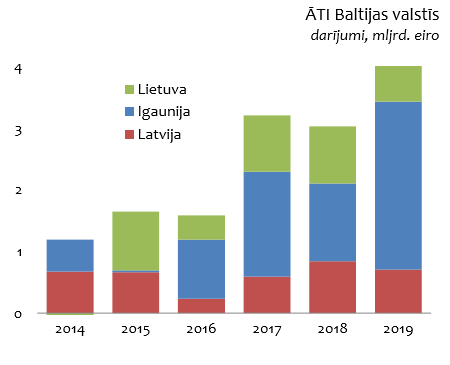 ĀTI Baltijas valstīs
darījumi, mljrd. eiro
4
Lietuva
Igaunija
Latvija
3
2
1
0
2014 2015 2016 2017 2018 2019